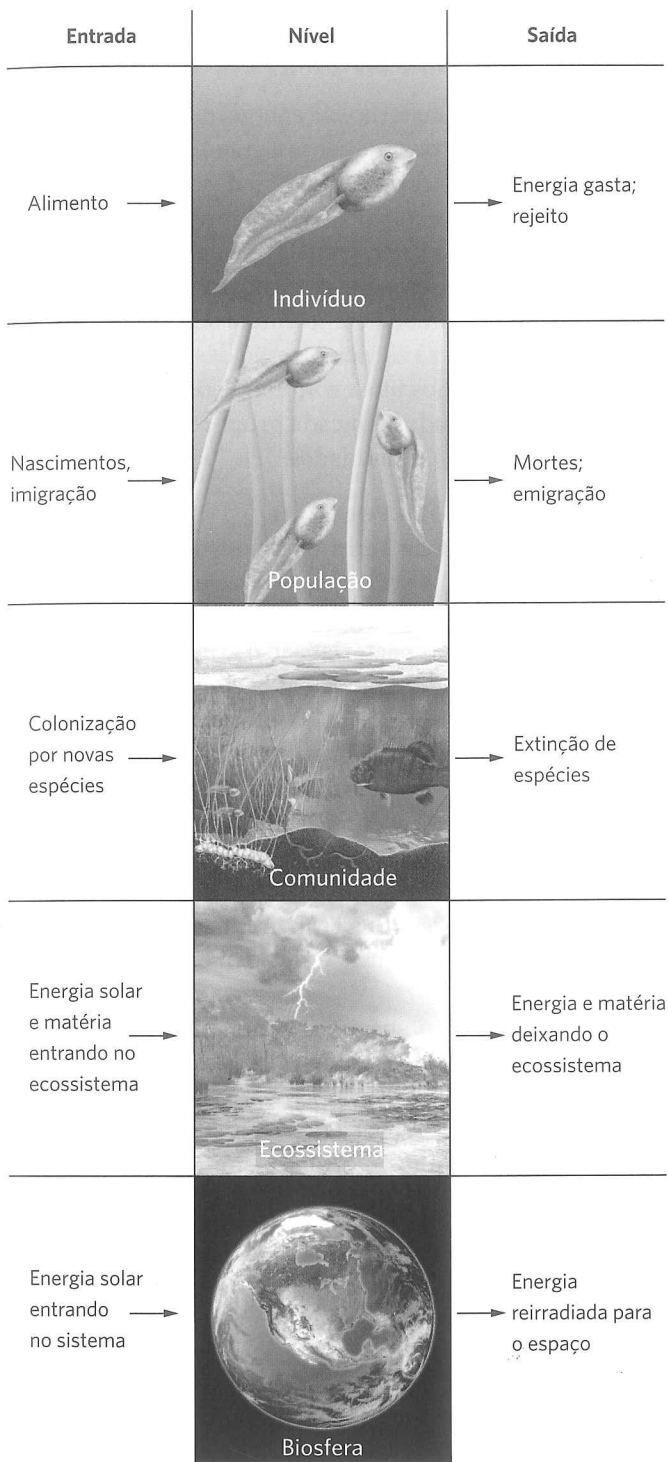 Entrada
Nível
Saída
Alimento
Indivíduo
Energia gasta;
rejeito
Nascimentos,
imigração
População
Mortes;
emigração
Colonização
por novas
espécies
Comunidade
Extinção de
espécies
Energia solar
e matéria
entrando no
ecossistema
Ecossistema
Energia e matéria
deixando o
ecossistema
Energia solar
entrando
no sistema
Biosfera
Energia
reirradiada para
o espaço